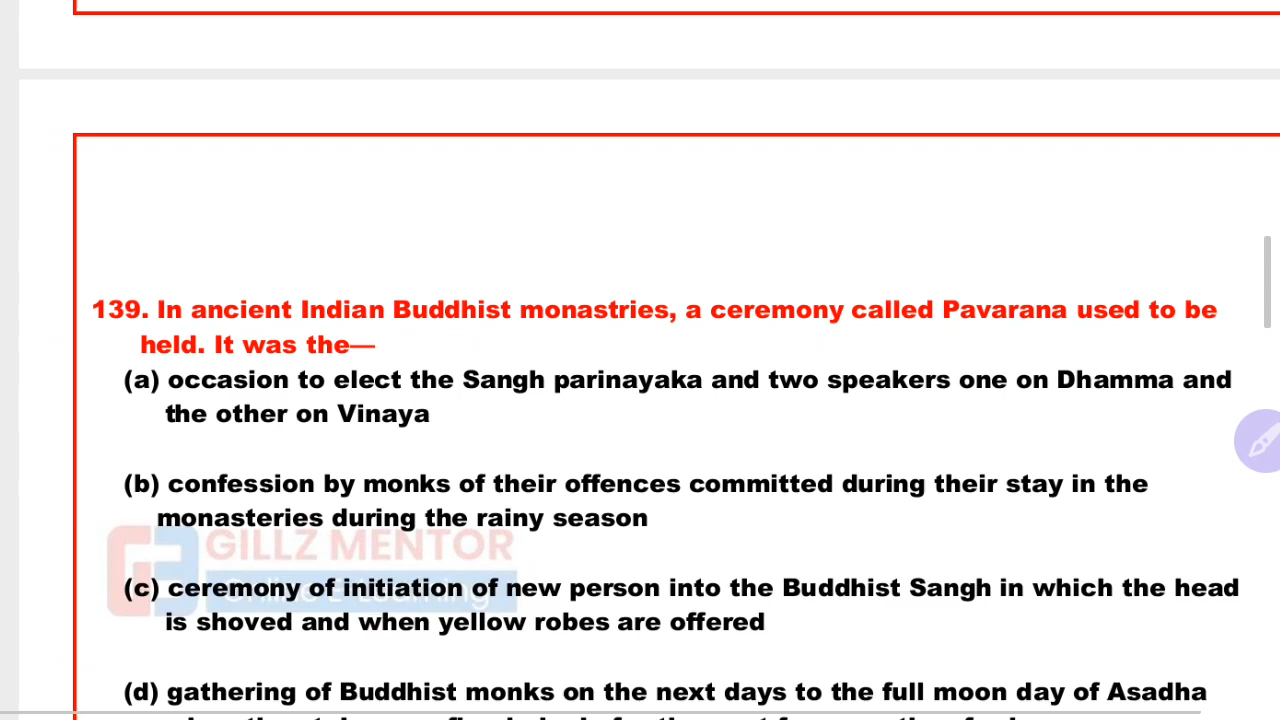 139. In ancient Indian Buddhist monastries, a ceremony called Pavarana used to be
held. It was the—
(a) occasion to elect the Sangh parinayaka and two speakers one on Dhamma and
the other on Vinaya
(b) confession by monks of their offences committed during their stay in the
monasteries during the rainy season
GILLZ MENTOR
Online E-Learning
(c) ceremony of initiation of new person into the Buddhist Sangh in which the head
is shoved and when yellow robes are offered
(d) gathering of Buddhist monks on the next days to the full moon day of Asadha